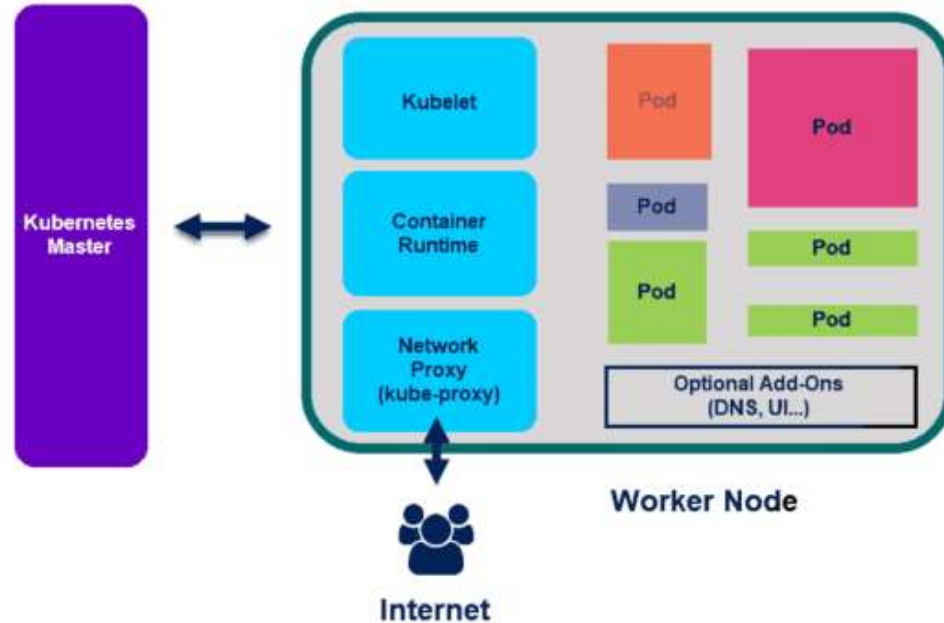 Kubernetes
Master
Kubelet
Container
Runtime
Network
Proxy
(kube-proxy)
Pod
Pod
Pod
Pod
Pod
Pod
Optional Add-Ons
(DNS, UI...)
Worker Node
Internet